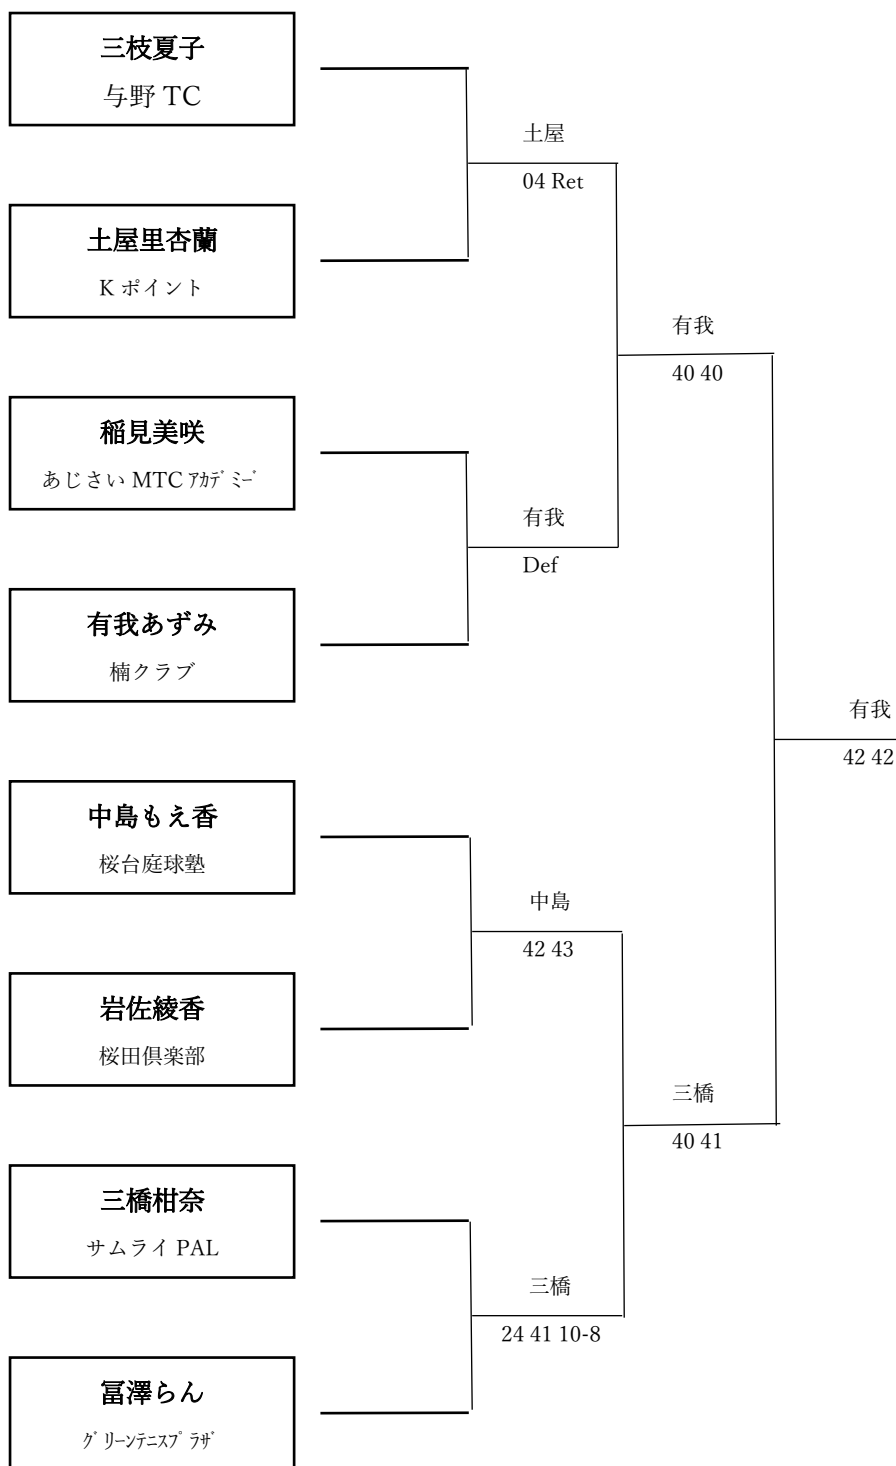 三枝夏子
与野 TC
土屋
04 Ret
土屋里杏蘭
K ポイント
有我
40 40
稲見美咲
あじさい MTC ｱｶﾃﾞﾐｰﾞ
有我
Def
有我あずみ
楠クラブ
有我
42 42
中島もえ香
桜台庭球塾
中島
42 43
岩佐綾香
桜田倶楽部
三橋
40 41
三橋柑奈
サムライ PAL
三橋
24 41 10-8
冨澤らん
ｸﾞﾘｰﾝﾃﾆｽﾌﾟﾗｻﾞ